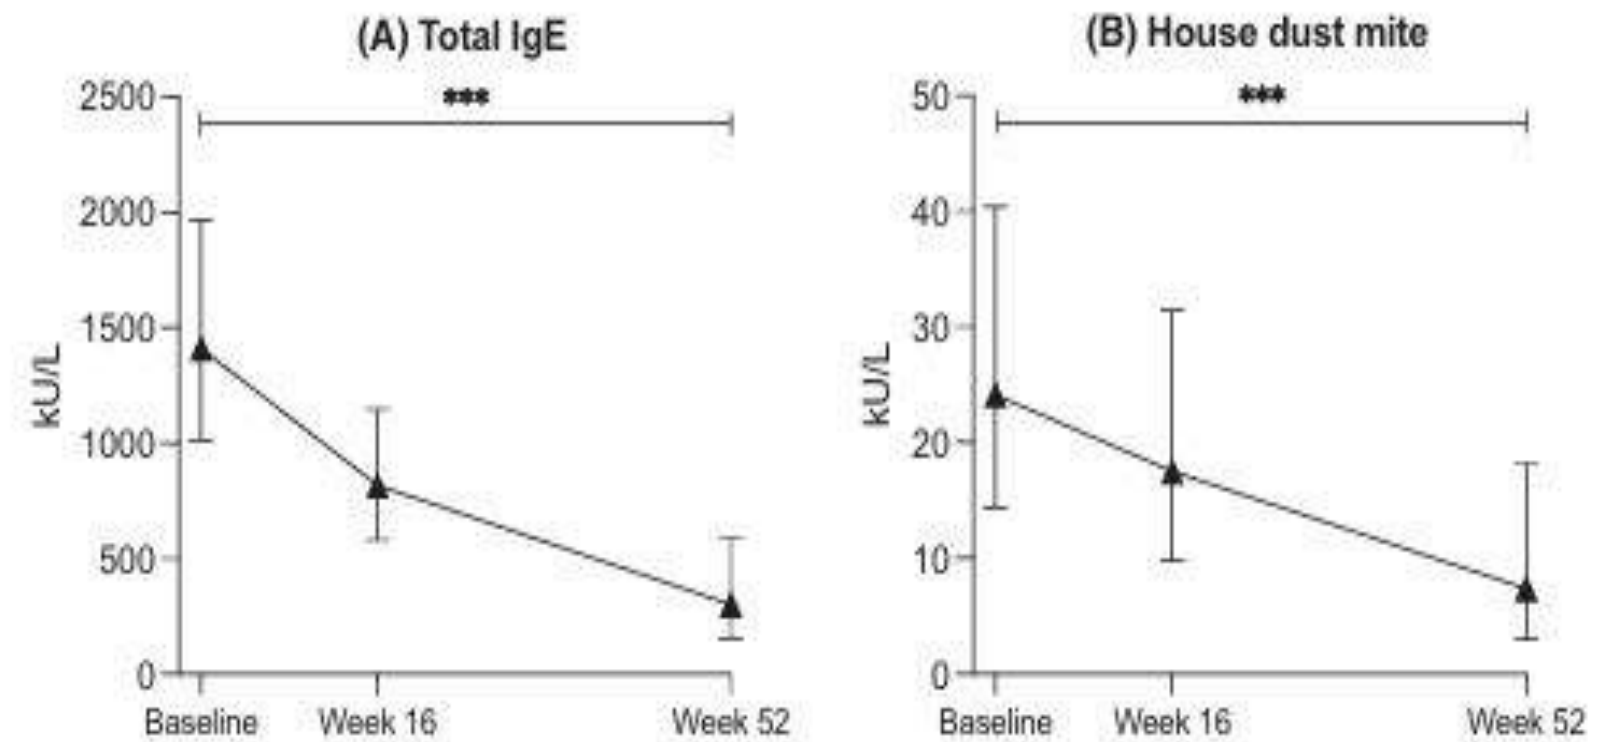 (A) Total IgE
***
2500
2000
1500
1000
500
0
kU/L
Baseline Week 16 Week 52
(B) House dust mite
***
50
40
30
20
10
0
kU/L
Baseline Week 16 Week 52